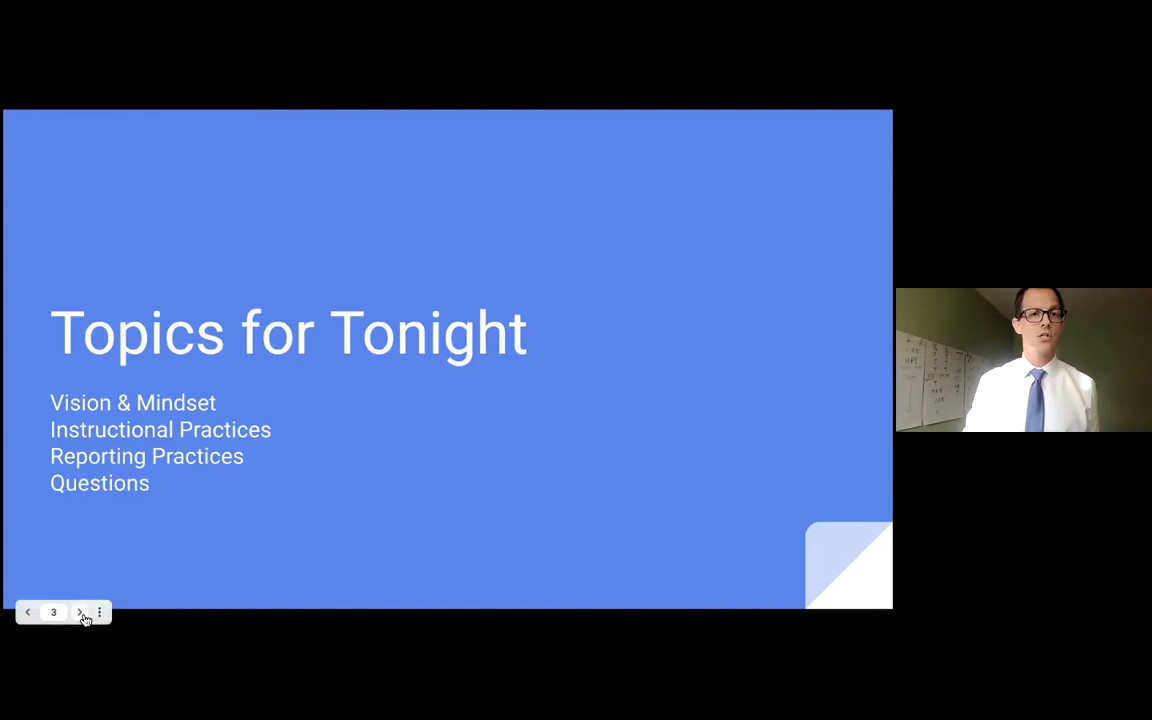 Topics for Tonight
Vision & Mindset
Instructional Practices
Reporting Practices
Questions
3